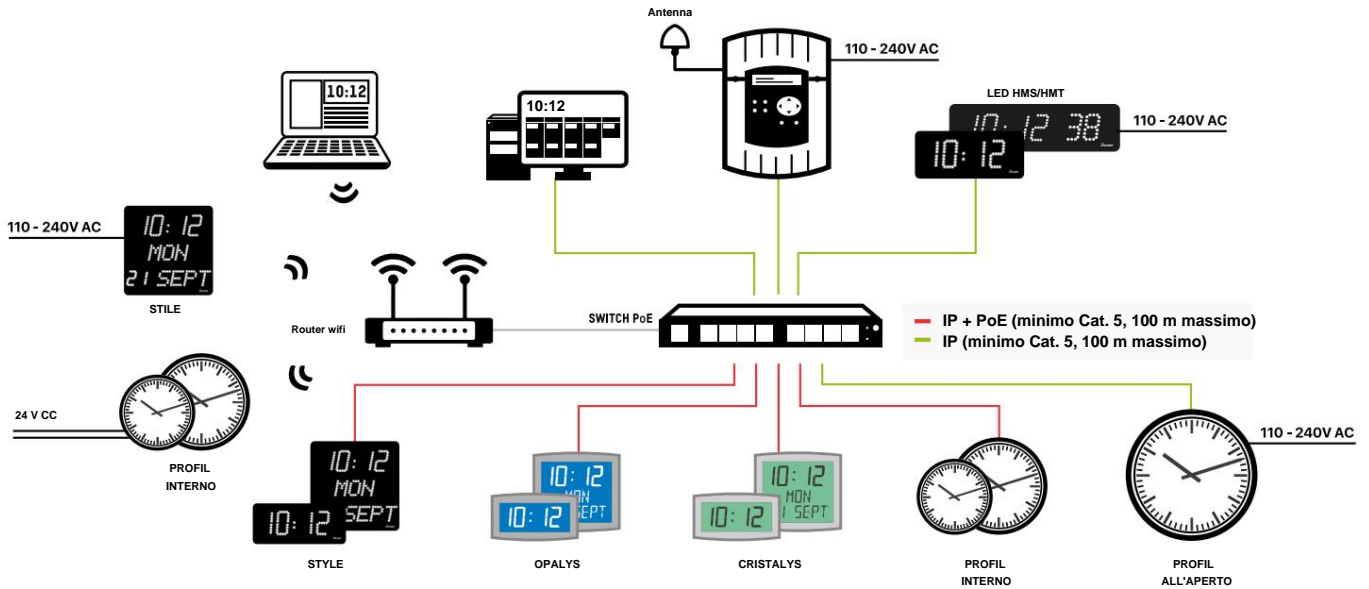 Antenna
110 - 240V AC
10:12
10:12
LED HMS/HMT
10: 12 38
110 - 240V AC
10: 12
110 - 240V AC
10: 12
MON
21 SEPT
STILE
Router wifi
SWITCH PoE
IP + PoE (minimo Cat. 5, 100 m massimo)
IP (minimo Cat. 5, 100 m massimo)
24 V CC
PROFIL
INTERNO
10: 12
MON
SEPT
10: 12
STYLE
10: 12
MON
SEPT
10: 12
OPALYS
10: 12
MON
1 SEPT
10: 12
CRISTALYS
PROFIL
INTERNO
110 - 240V AC
PROFIL
ALL'APERTO